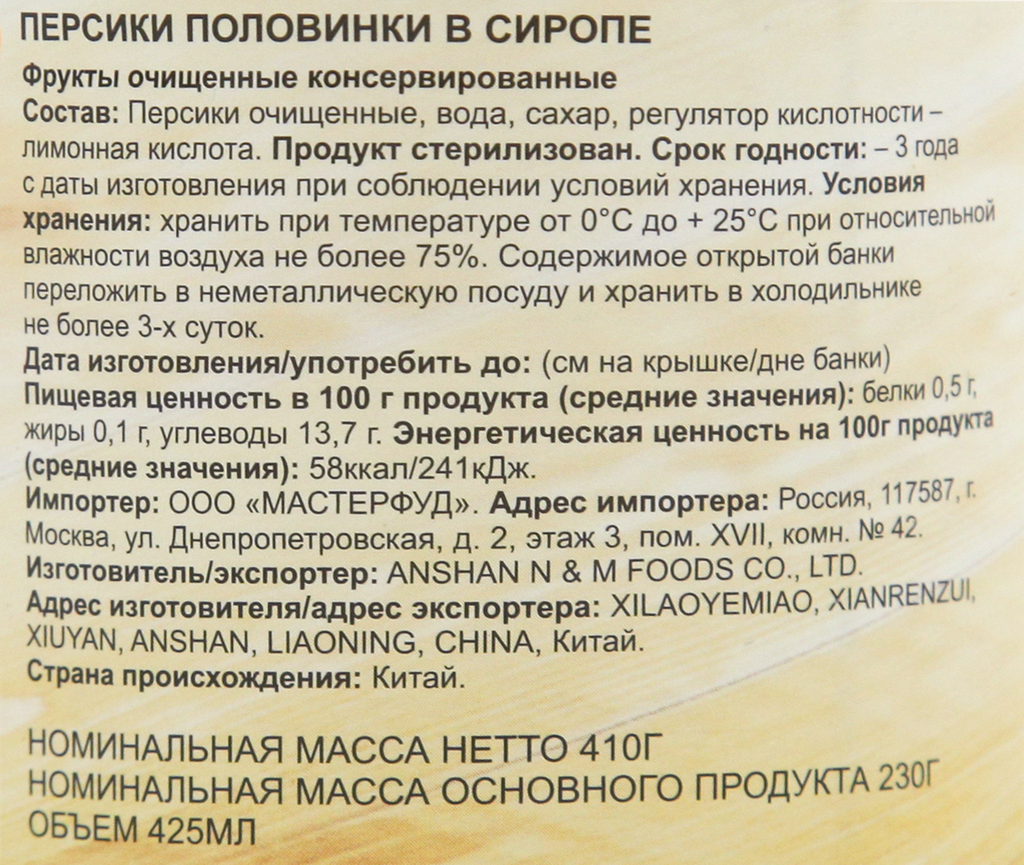 ПЕРСИКИ ПОЛОВИНКИ В СИРОПЕ
Фрукты очищенные консервированные
Состав: Персики очищенные, вода, сахар, регулятор кислотности –
лимонная кислота. Продукт стерилизован. Срок годности: – 3 года
с даты изготовления при соблюдении условий хранения. Условия
хранения: хранить при температуре от 0°С до + 25°С при относительной
влажности воздуха не более 75%. Содержимое открытой банки
переложить в неметаллическую посуду и хранить в холодильнике
не более 3-х суток.
Дата изготовления/употребить до: (см на крышке/дне банки)
Пищевая ценность в 100 г продукта (средние значения): белки 0,5 г,
жиры 0,1 г, углеводы 13,7 г. Энергетическая ценность на 100г продукта
(средние значения): 58ккал/241кДж.
Импортер: ООО «МАСТЕРФУД». Адрес импортера: Россия, 117587, г.
Москва, ул. Днепропетровская, д. 2, этаж 3, пом. XVII, комн. № 42.
Изготовитель/экспортер: ANSHAN N & M FOODS CO., LTD.
Адрес изготовителя/адрес экспортера: XILAOYEMIAO, XIANRENZUI,
XIUYAN, ANSHAN, LIAONING, CHINA, Китай.
Страна происхождения: Китай.
НОМИНАЛЬНАЯ МАССА НЕТТО 410Г
НОМИНАЛЬНАЯ МАССА ОСНОВНОГО ПРОДУКТА 230Г
ОБЪЕМ 425МЛ